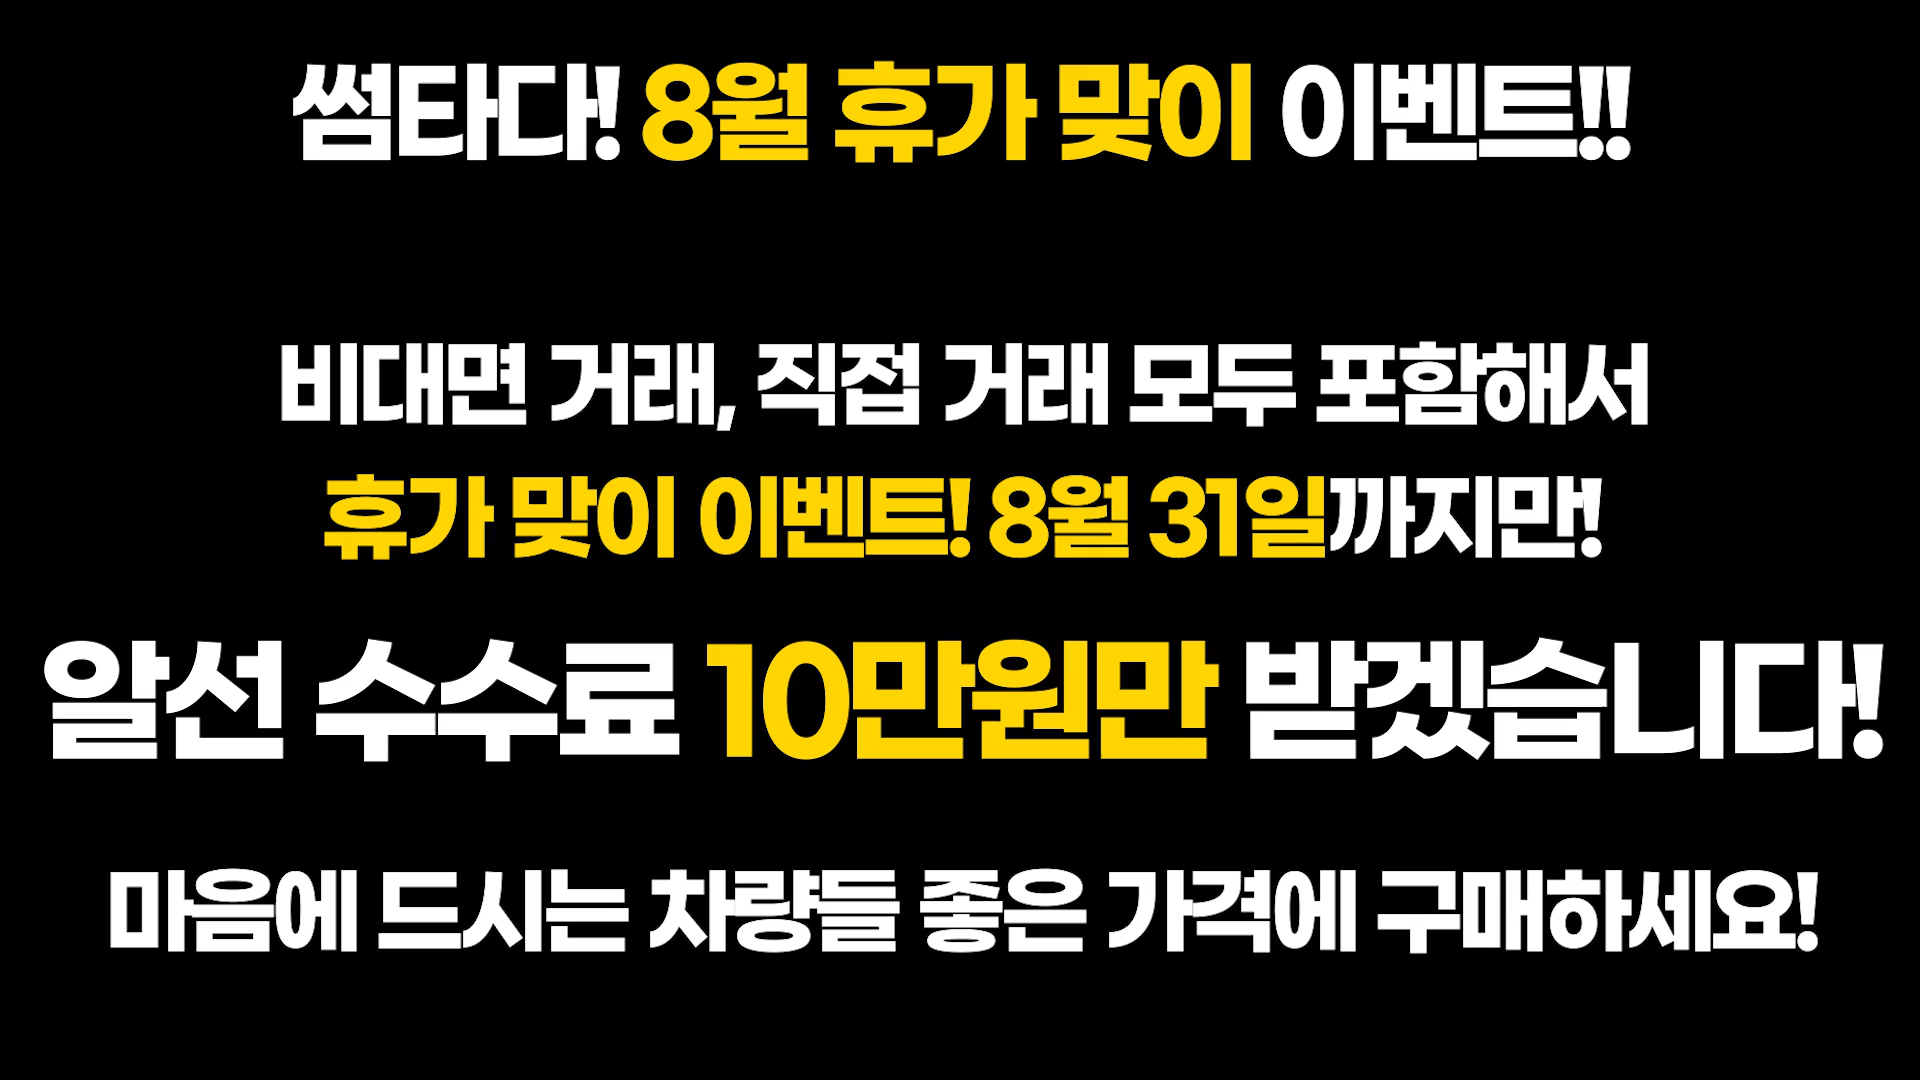 썸타다! 8월 휴가 맞이 이벤트!!
비대면 거래, 직접 거래 모두 포함해서
휴가 맞이 이벤트! 8월 31일까지만!
알선 수수료 10만원만 받겠습니다!
마음에 드시는 차량들 좋은 가격에 구매하세요!